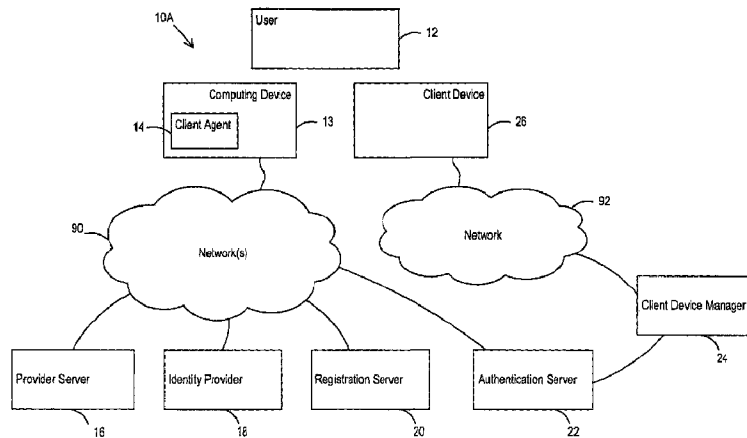 10A
User
12
Computing Device
Client Device
14
Client Agent
13
26
90
92
Network(s)
Network
Client Device Manager
24
Provider Server
Identity Provider
Registration Server
Authentication Server
16
18
20
22